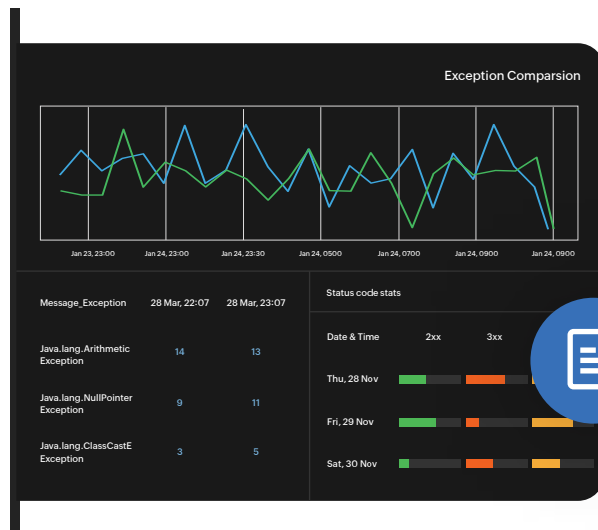 Exception Comparsion
Jan 23, 23:00 Jan 24, 23:00 Jan 24, 23:30 Jan 24, 0500 Jan 24, 0700 Jan 24, 0900 Jan 24, 0900
Message_Exception 28 Mar, 22:07 28 Mar, 23:07
Java.lang.Arithmetic
Exception
14 13
Java.lang.NullPointer
Exception
9 11
Java.lang.ClassCastE
Exception
3 5
Status code stats
Date & Time 2xx 3xx
Thu, 28 Nov
Fri, 29 Nov
Sat, 30 Nov